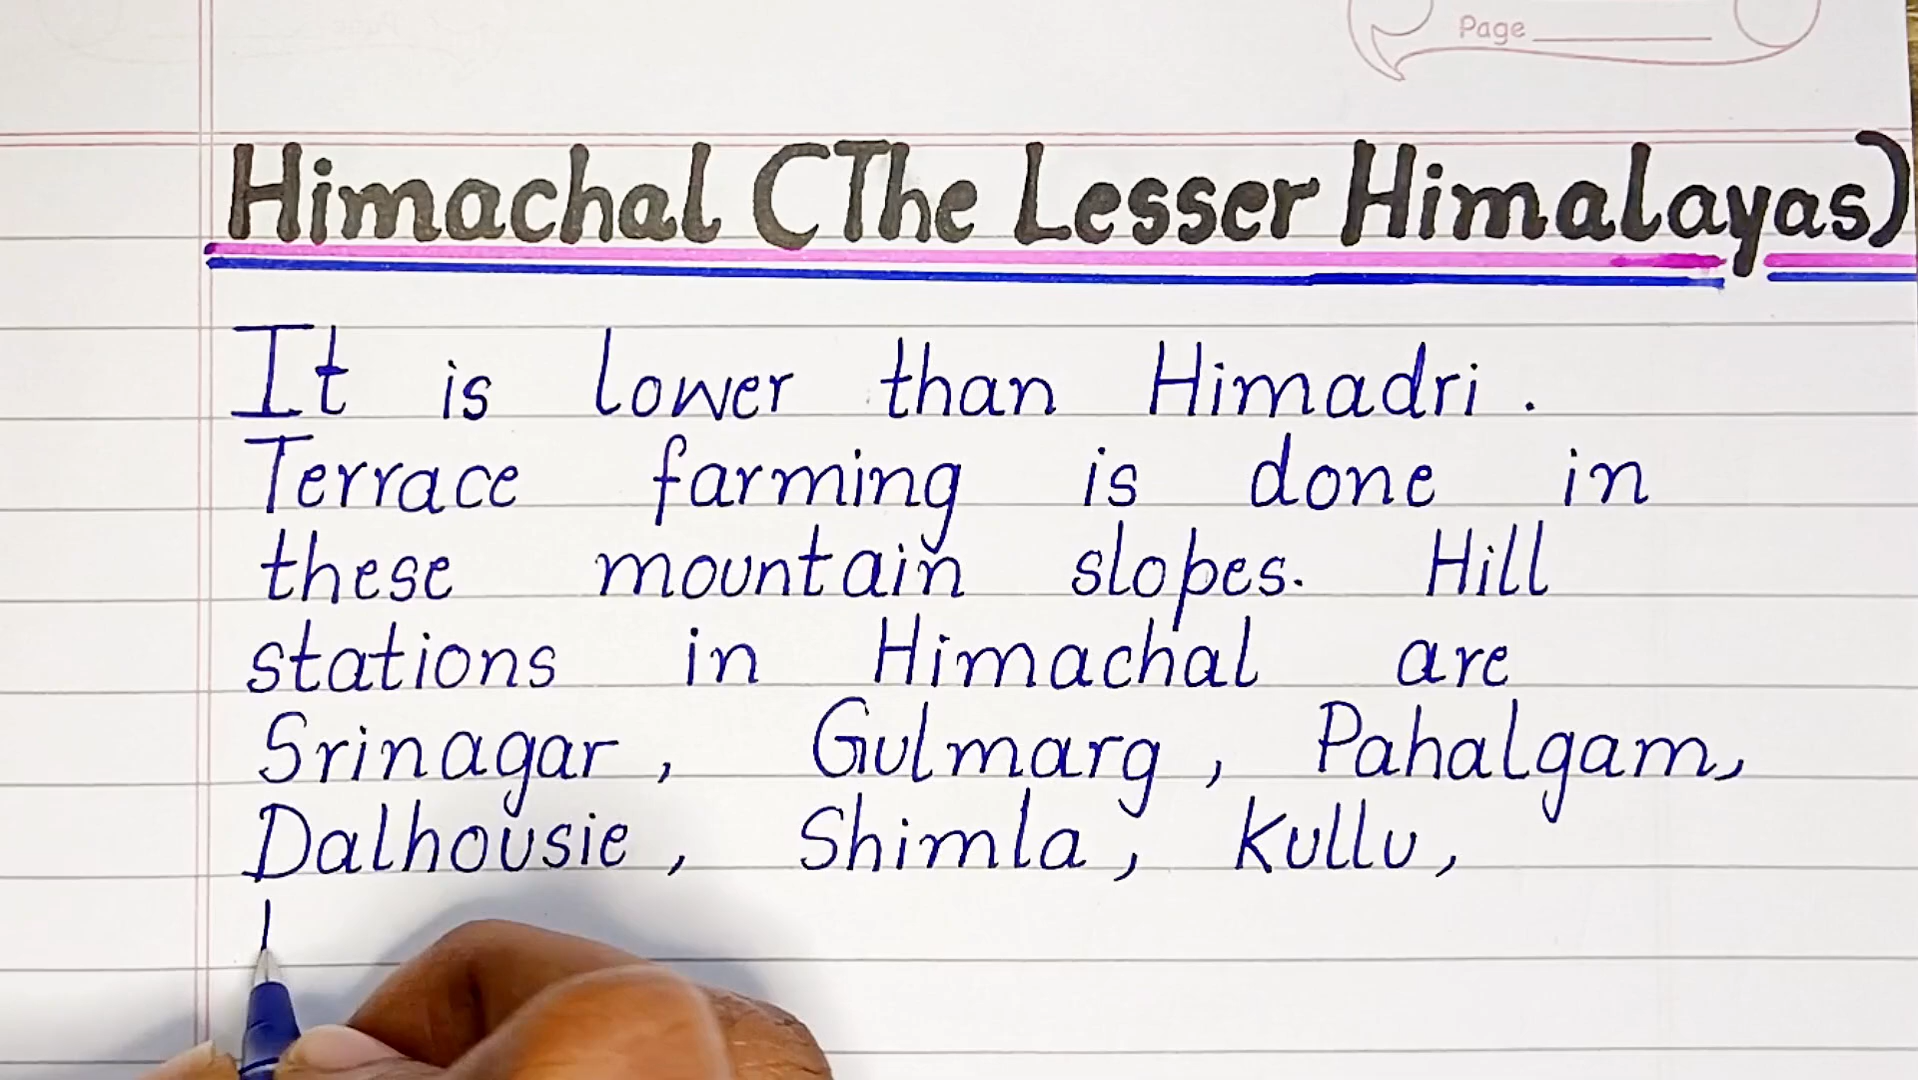 Page
Himachal (The Lesser Himalayas)
It is lower than Himadri.
Terrace farming is done in
these mountain slopes. Hill
stations in Himachal are
Srinagar, Gulmarg, Pahalgam,
Dalhousie, Shimla, Kullu,